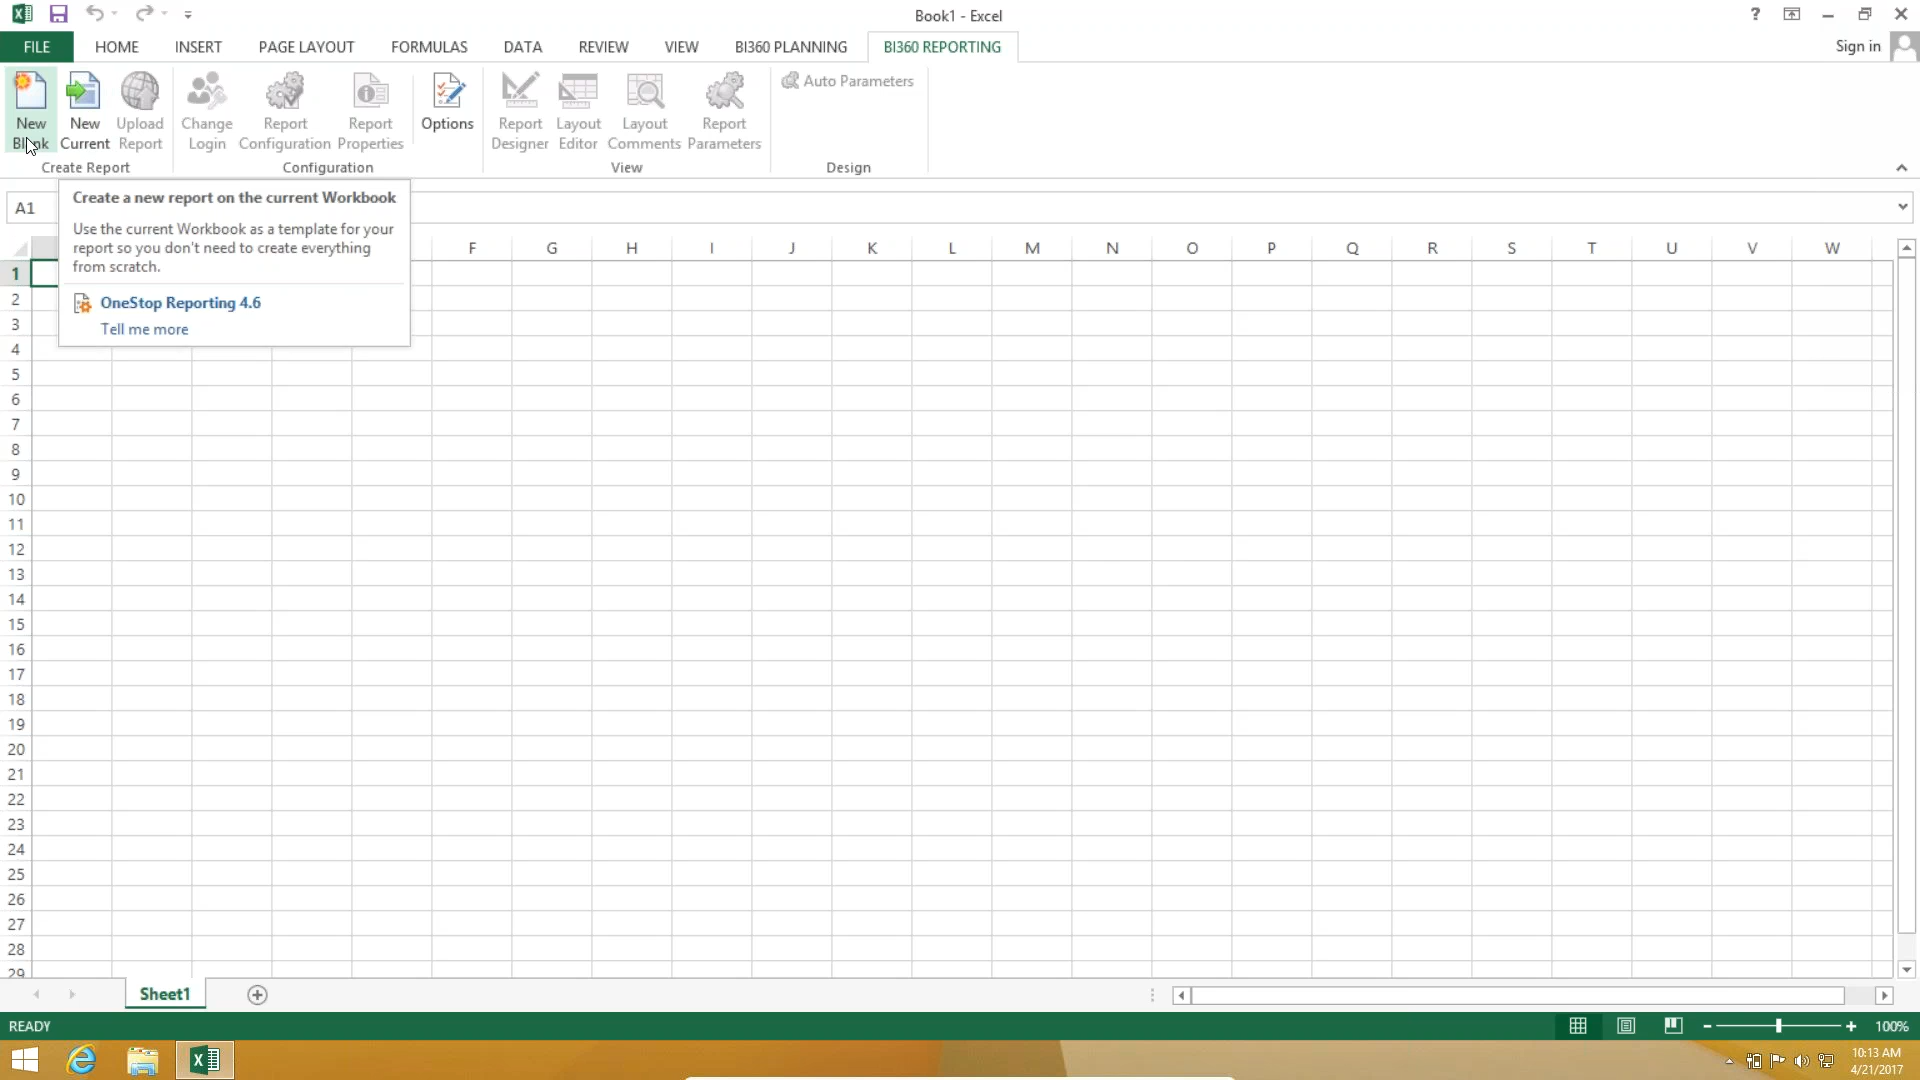 Book1 - Excel
?
FILE HOME INSERT PAGE LAYOUT FORMULAS DATA REVIEW VIEW BI360 PLANNING BI360 REPORTING Sign in
New Blank
New Current
Upload Report
Change Login
Report Configuration
Report Properties
Options
Report Designer
Layout Editor
Layout Comments
Report Parameters
Auto Parameters
Create Report Configuration View Design
A1
Create a new report on the current Workbook
Use the current Workbook as a template for your
report so you don't need to create everything
from scratch.
OneStop Reporting 4.6
Tell me more
F G H I J K L M N O P Q R S T U V W
1
2
3
4
5
6
7
8
9
10
11
12
13
14
15
16
17
18
19
20
21
22
23
24
25
26
27
28
29
Sheet1
READY 100%
10:13 AM
4/21/2017